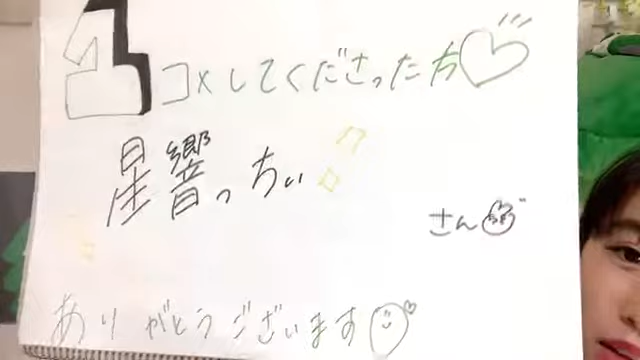 1コメしてくださった方
星響っちぃ
さん
ありがとうございます